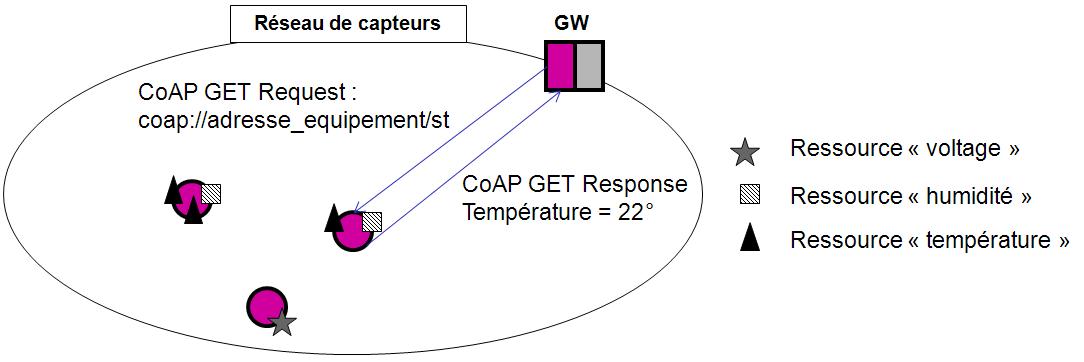 Réseau de capteurs
GW
CoAP GET Request :
coap://adresse_equipement/st
CoAP GET Response
Température = 22°
Ressource « voltage »
Ressource « humidité »
Ressource « température »